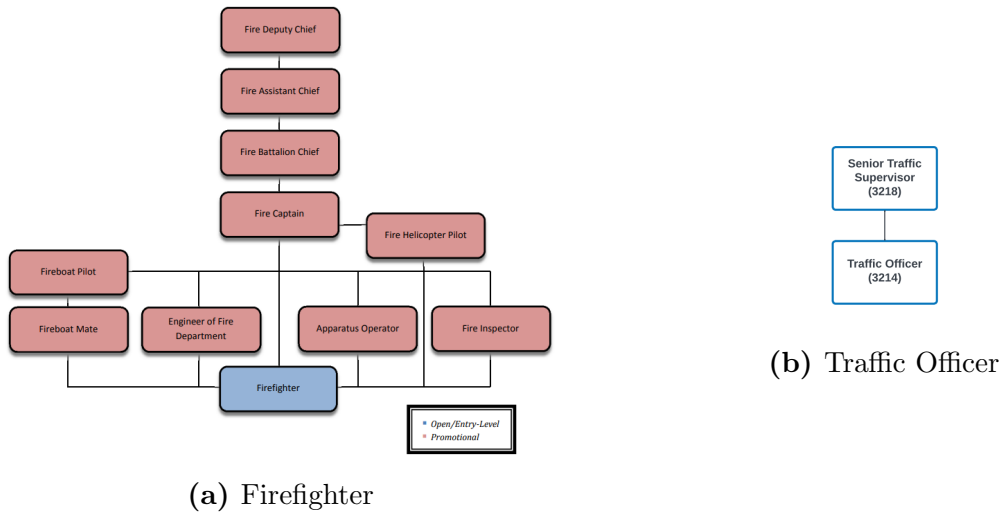 Fire Deputy Chief
Fire Assistant Chief
Fire Battalion Chief
Fire Captain
Fire Helicopter Pilot
Fireboat Pilot
Fireboat Mate
Engineer of Fire
Department
Apparatus Operator
Fire Inspector
Firefighter
Open/Entry-Level
Promotional
(a) Firefighter
Senior Traffic
Supervisor
(3218)
Traffic Officer
(3214)
(b) Traffic Officer